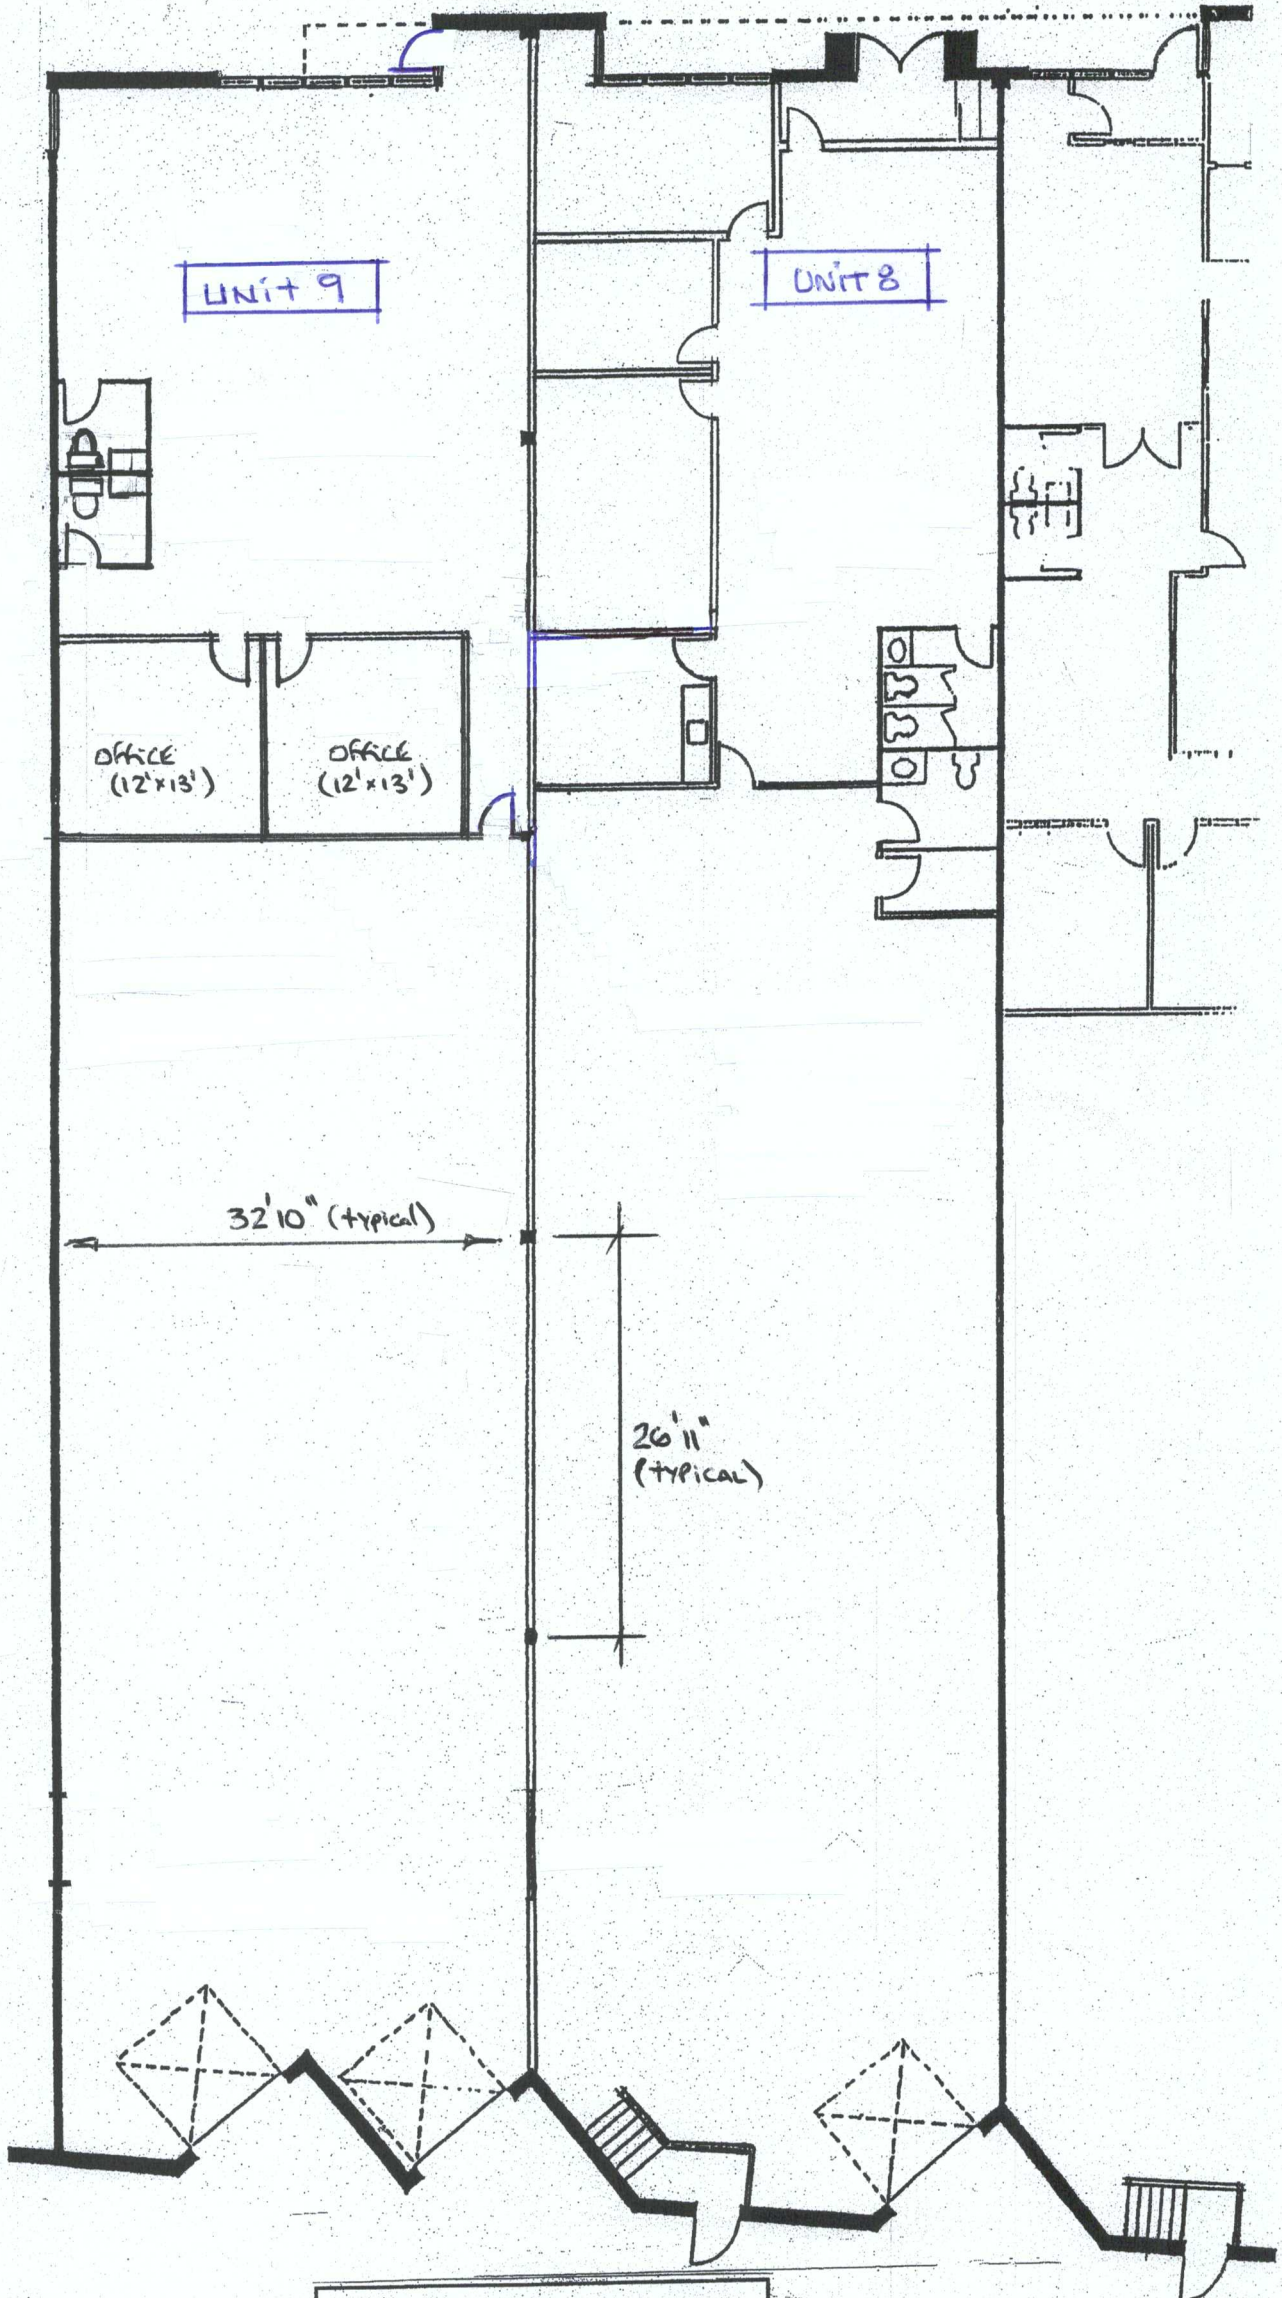 UNiT 9
UNiT 8
OFFiCE
(12'x13')
OFFiCE
(12'x13')
32'10" (typical)
26'11"
(TYPiCAL)